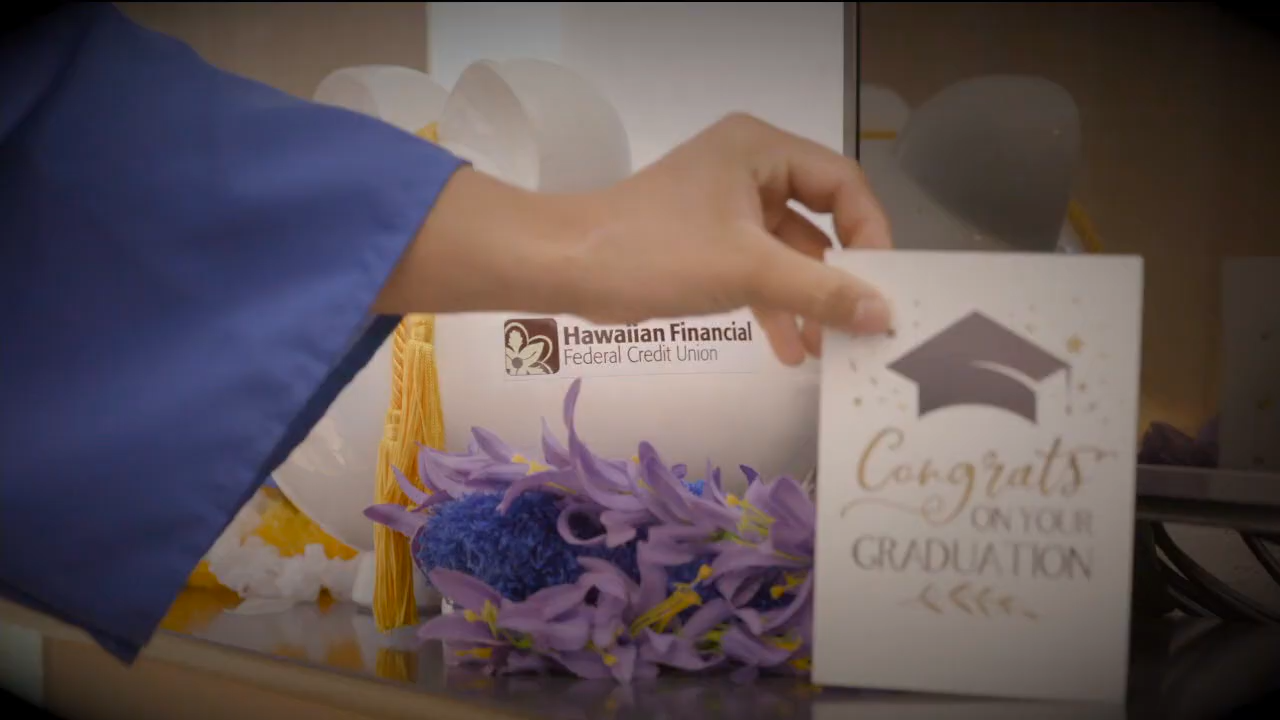 Hawaiian Financial
Federal Credit Union
Congrats
ON YOUR
GRADUATION